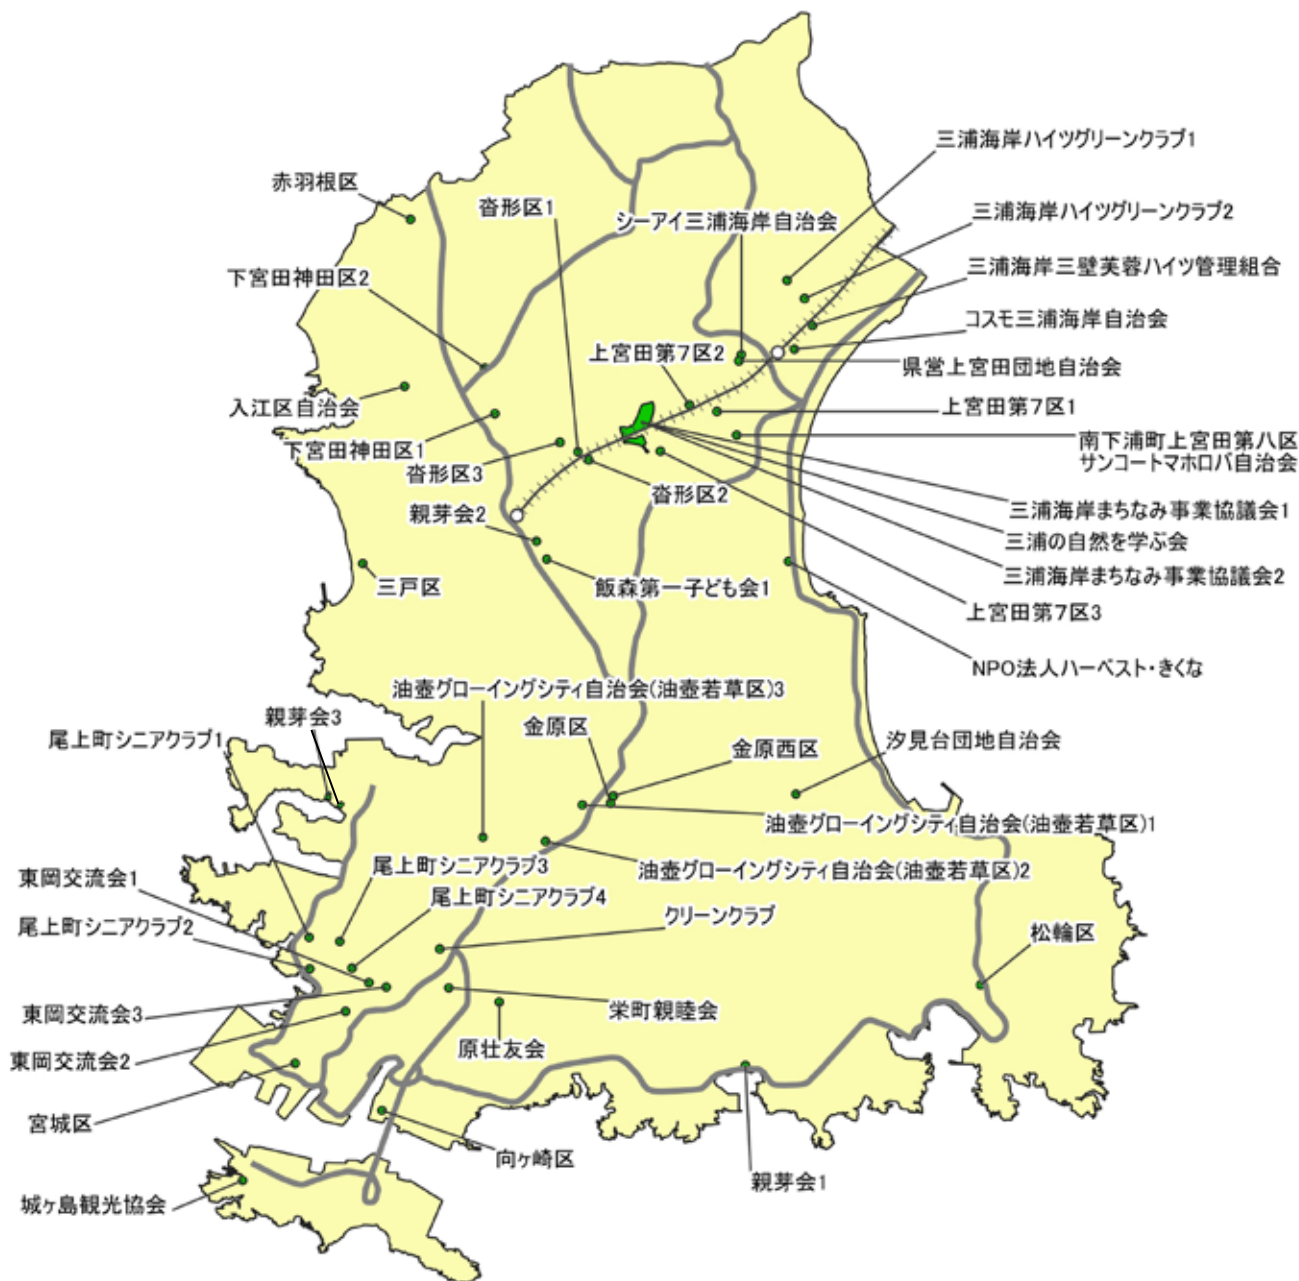 三浦海岸ハイツグリーンクラブ1
赤羽根区
沓形区1
シーアイ三浦海岸自治会
三浦海岸ハイツグリーンクラブ2
下宮田神田区2
三浦海岸三壁芙蓉ハイツ管理組合
コスモ三浦海岸自治会
上宮田第7区2
県営上宮田団地自治会
入江区自治会
上宮田第7区1
下宮田神田区1
南下浦町上宮田第八区
サンコートマホロバ自治会
沓形区3
沓形区2
親芽会2
三浦海岸まちなみ事業協議会1
三浦の自然を学ぶ会
三浦海岸まちなみ事業協議会2
三戸区
飯森第一子ども会1
上宮田第7区3
NPO法人ハーベスト・きくな
油壺グローイングシティ自治会(油壺若草区)3
親芽会3
尾上町シニアクラブ1
金原区
金原西区
汐見台団地自治会
油壺グローイングシティ自治会(油壺若草区)1
油壺グローイングシティ自治会(油壺若草区)2
尾上町シニアクラブ3
東岡交流会1
尾上町シニアクラブ4
クリーンクラブ
尾上町シニアクラブ2
松輪区
東岡交流会3
栄町親睦会
原壮友会
東岡交流会2
宮城区
向ヶ崎区
親芽会1
城ヶ島観光協会